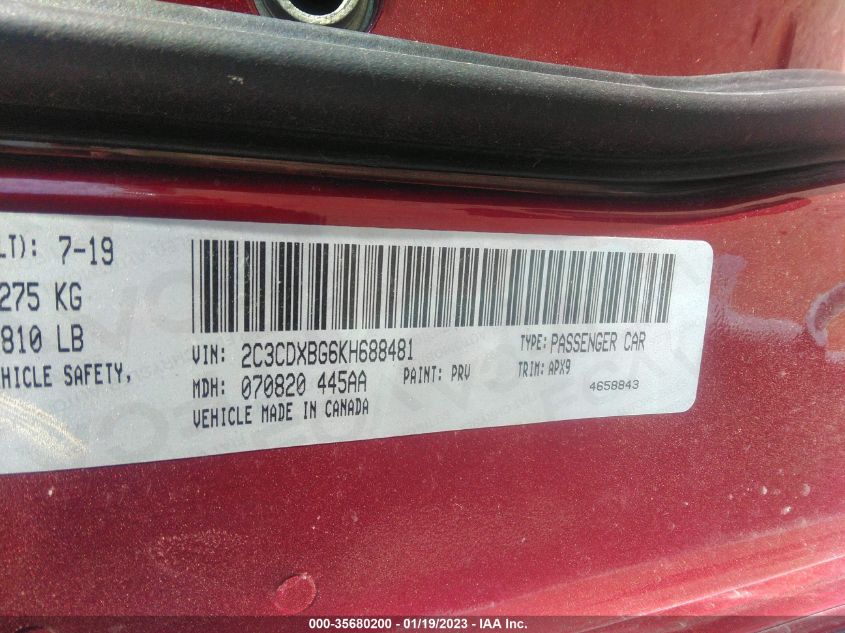 LT): 7-19
275 KG
810 LB
HICLE SAFETY,
VIN: 2C3CDXBG6KH688481
TYPE: PASSENGER CAR
MDH: 070820 445AA
PAINT: PRV
TRIM: APX9
VEHICLE MADE IN CANADA
4658843
000-35680200 - 01/19/2023 - IAA Inc.